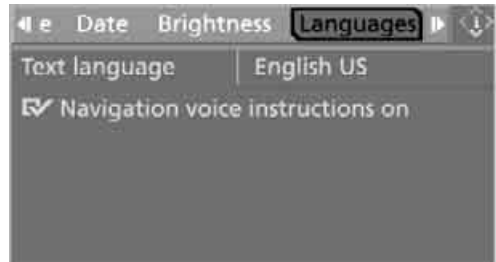 e Date Brightness Languages
Text language English US
Navigation voice instructions on